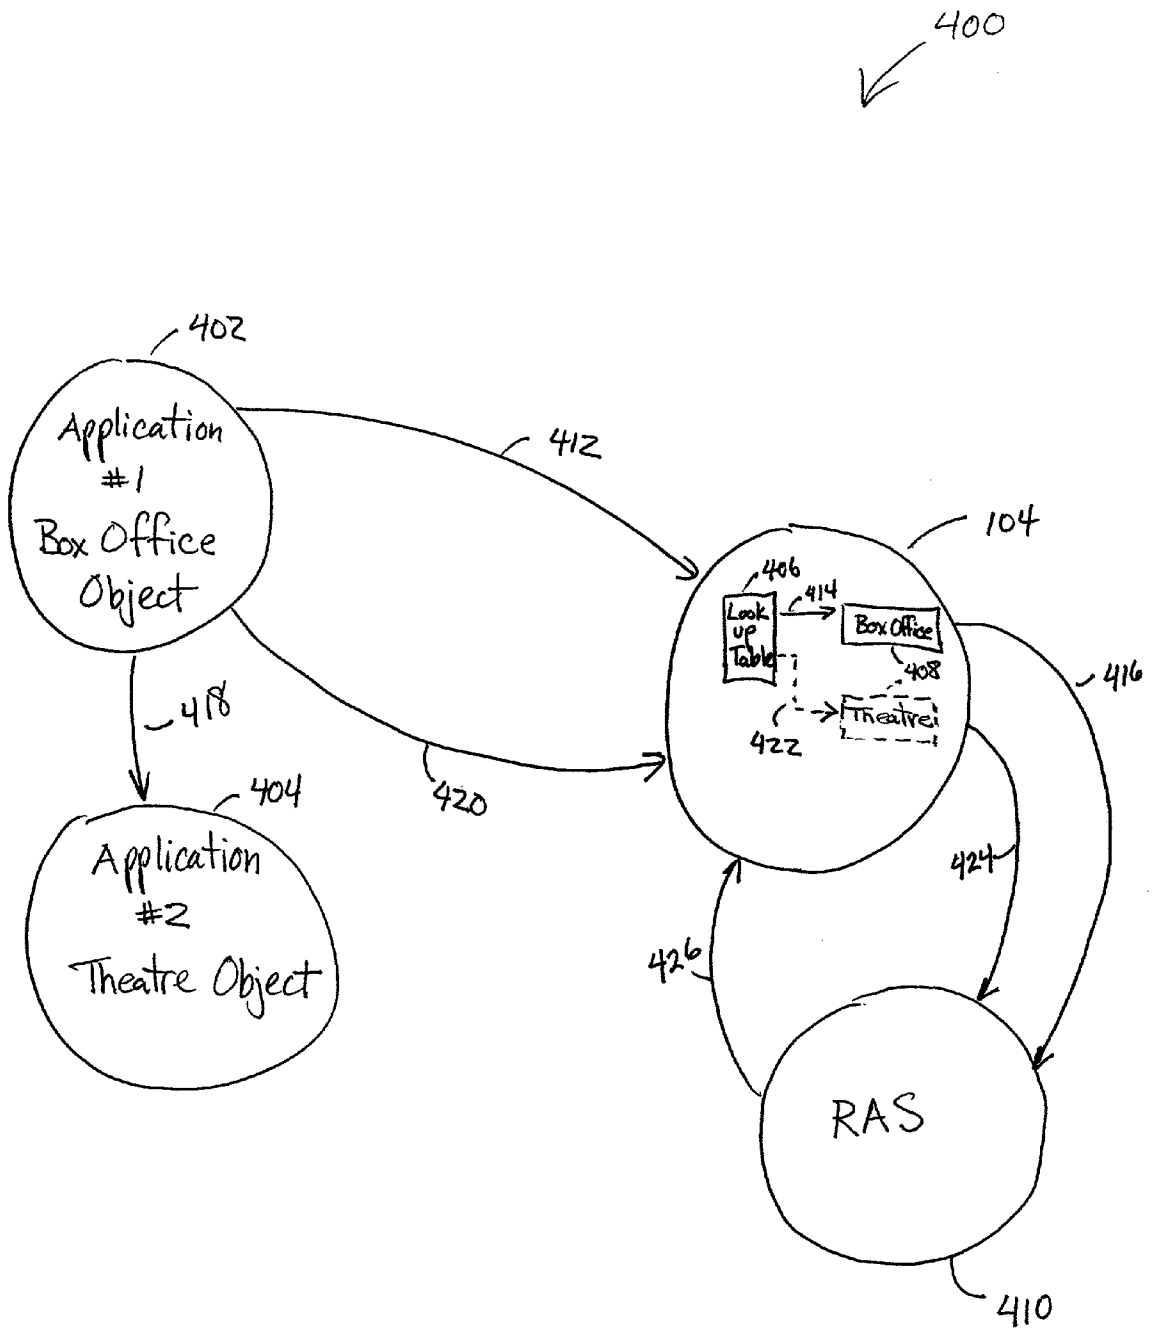 400
402
Application
#1
Box Office
Object
412
104
406
414
Look
up
Table
Box Office
408
Theatre
422
416
418
420
404
Application
#2
Theatre Object
424
426
RAS
410